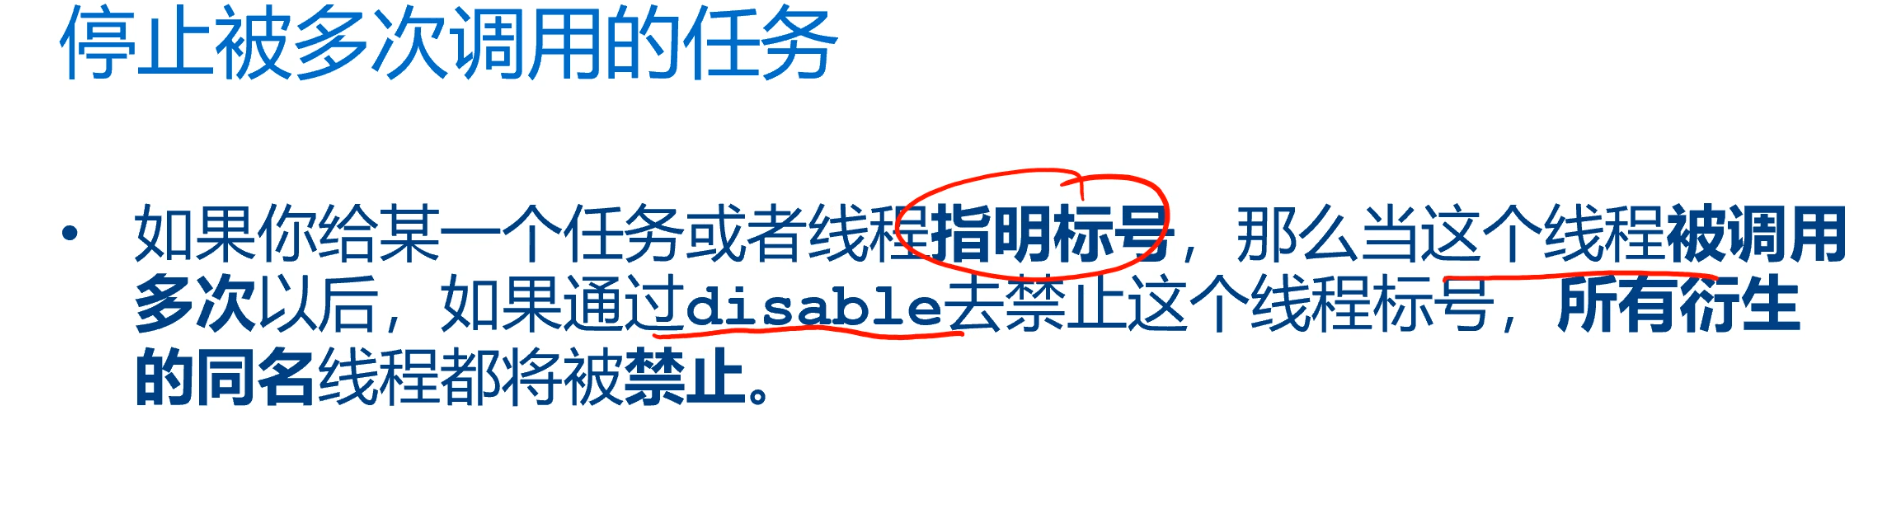 停止被多次调用的任务
• 如果你给某一个任务或者线程指明标号，那么当这个线程被调用
多次以后，如果通过disable去禁止这个线程标号，所有衍生
的同名线程都将被禁止。